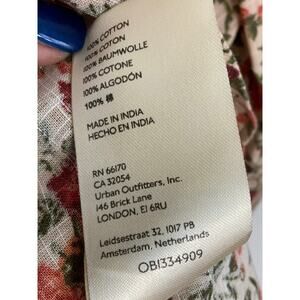 100% COTTON
100% COTON
100% BAUMWOLLE
100% COTONE
100% ALGODÓN
100% 棉
MADE IN INDIA
HECHO EN INDIA
RN 66170
CA 32054
Urban Outfitters, Inc.
146 Brick Lane
LONDON, E1 6RU
Leidsestraat 32, 1017 PB
Amsterdam, Netherlands
OB1334909